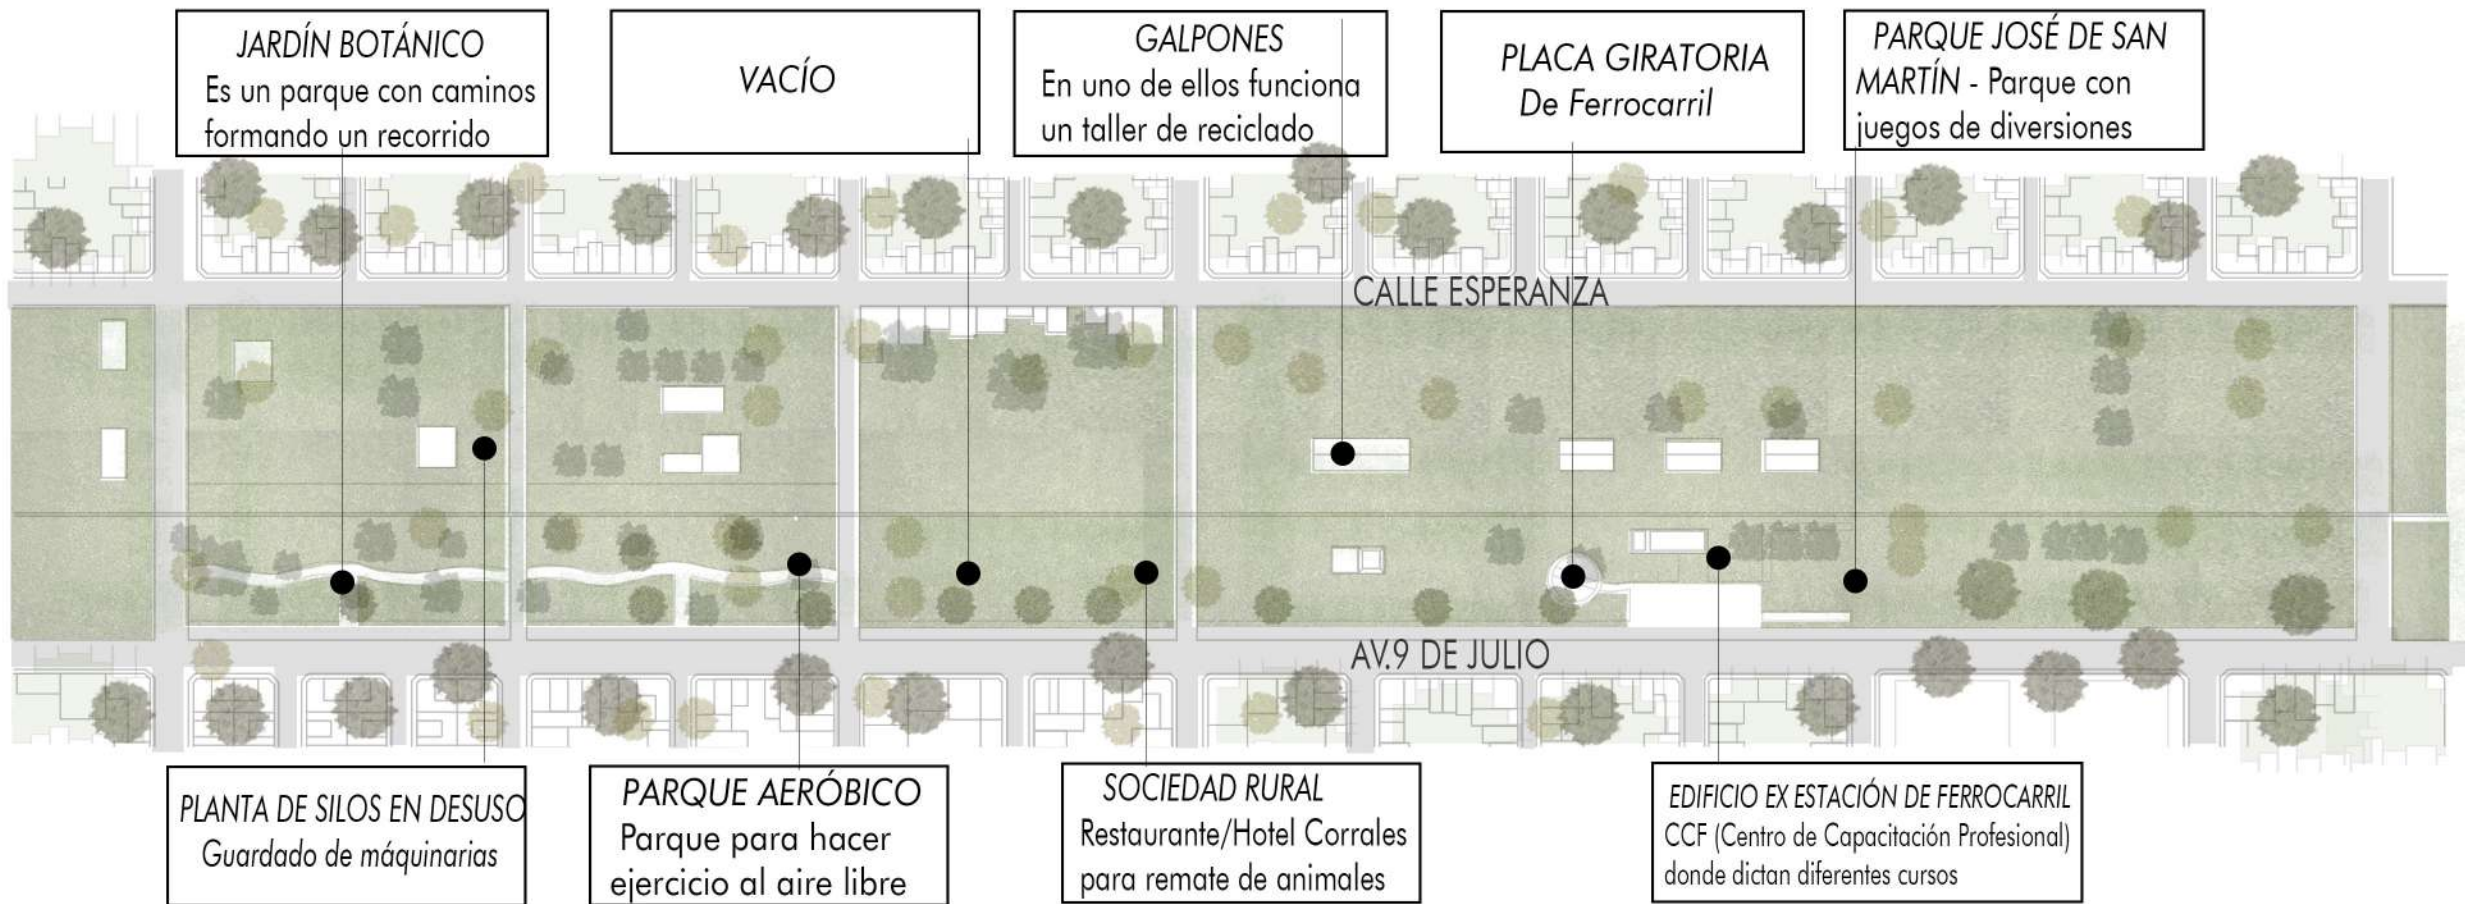 JARDÍN BOTÁNICO
Es un parque con caminos
formando un recorrido
VACÍO
GALPONES
En uno de ellos funciona
un taller de reciclado
PLACA GIRATORIA
De Ferrocarril
PARQUE JOSÉ DE SAN
MARTÍN - Parque con
juegos de diversiones
CALLE ESPERANZA
AV.9 DE JULIO
PLANTA DE SILOS EN DESUSO
Guardado de máquinarias
PARQUE AERÓBICO
Parque para hacer
ejercicio al aire libre
SOCIEDAD RURAL
Restaurante/Hotel Corrales
para remate de animales
EDIFICIO EX ESTACIÓN DE FERROCARRIL
CCF (Centro de Capacitación Profesional)
donde dictan diferentes cursos